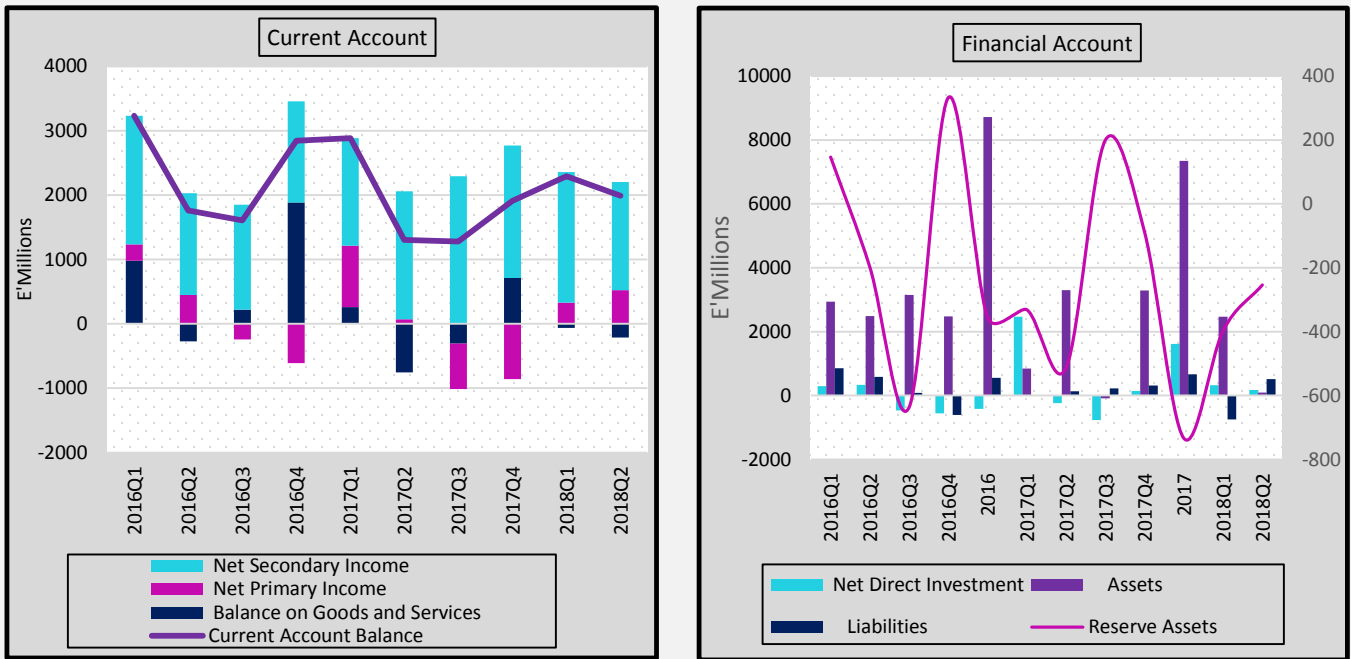 Current Account
4000
3000
2000
1000
0
-1000
-2000
E'Millions
2016Q1
2016Q2
2016Q3
2016Q4
2017Q1
2017Q2
2017Q3
2017Q4
2018Q1
2018Q2
Net Secondary Income
Net Primary Income
Balance on Goods and Services
Current Account Balance
Financial Account
10000
8000
6000
4000
2000
0
-2000
E'Millions
400
200
0
-200
-400
-600
-800
2016Q1
2016Q2
2016Q3
2016Q4
2016
2017Q1
2017Q2
2017Q3
2017Q4
2017
2018Q1
2018Q2
Net Direct Investment
Assets
Liabilities
Reserve Assets